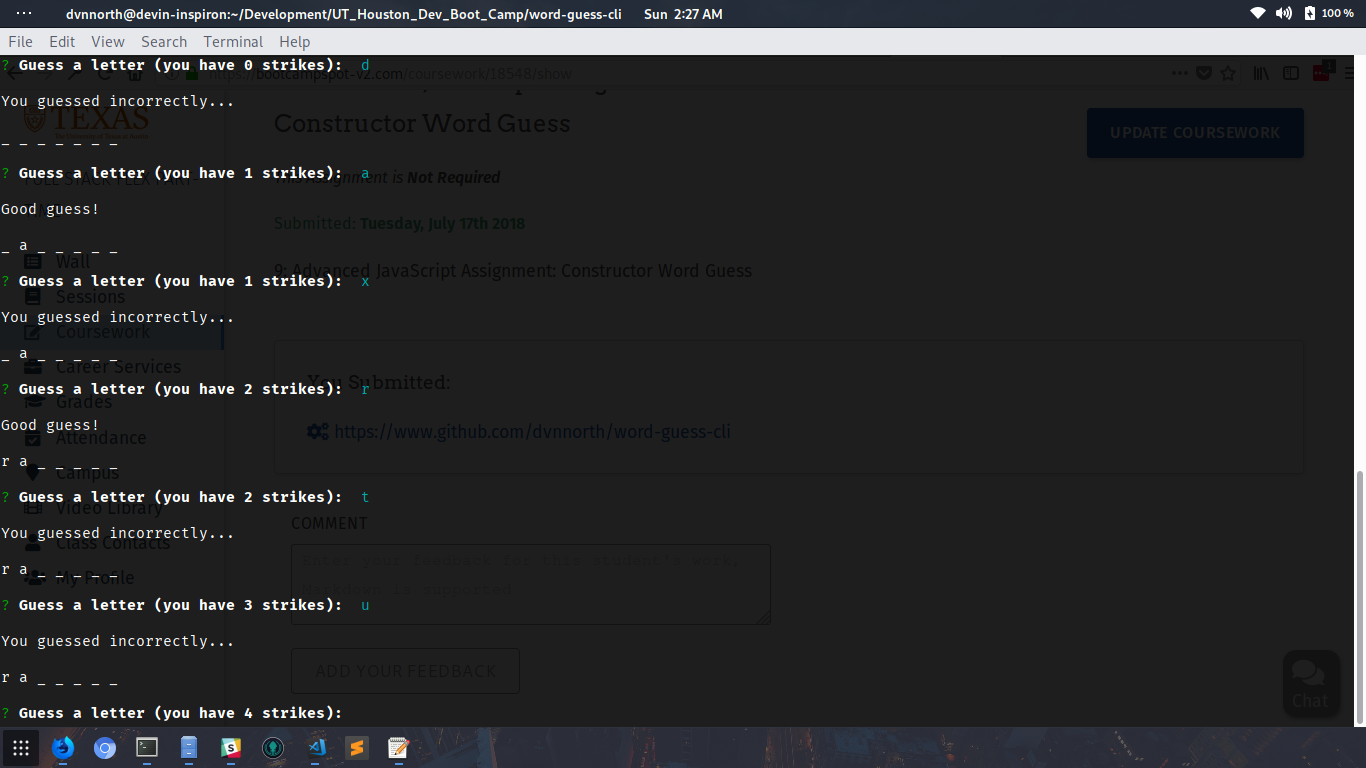 dvnnorth@devin-inspiron:~/Development/UT_Houston_Dev_Boot_Camp/word-guess-cli Sun 2:27 AM 100 %
File Edit View Search Terminal Help
? Guess a letter (you have 0 strikes): d
https://bootcampspot-v2.com/coursework/18548/show
You guessed incorrectly...
TEXAS
Constructor Word Guess
UPDATE COURSEWORK
_ _ _ _ _ _ _
? Guess a letter (you have 1 strikes): a
This Assignment is Not Required
Good guess!
Submitted: Tuesday, July 17th 2018
_ a _ _ _ _ _
Wall
9: Advanced JavaScript Assignment: Constructor Word Guess
? Guess a letter (you have 1 strikes): x
Sessions
You guessed incorrectly...
Coursework
_ a _ _ _ _ _
Career Services
? Guess a letter (you have 2 strikes): r
You Submitted:
Grades
Good guess!
https://www.github.com/dvnnorth/word-guess-cli
Attendance
r a _ _ _ _ _
Campus
? Guess a letter (you have 2 strikes): t
Video Library
COMMENT
You guessed incorrectly...
Class Contacts
Enter your feedback for this student's work.
r a _ _ _ _ _
My Profile
Markdown is supported
? Guess a letter (you have 3 strikes): u
You guessed incorrectly...
ADD YOUR FEEDBACK
r a _ _ _ _ _
Chat
? Guess a letter (you have 4 strikes):